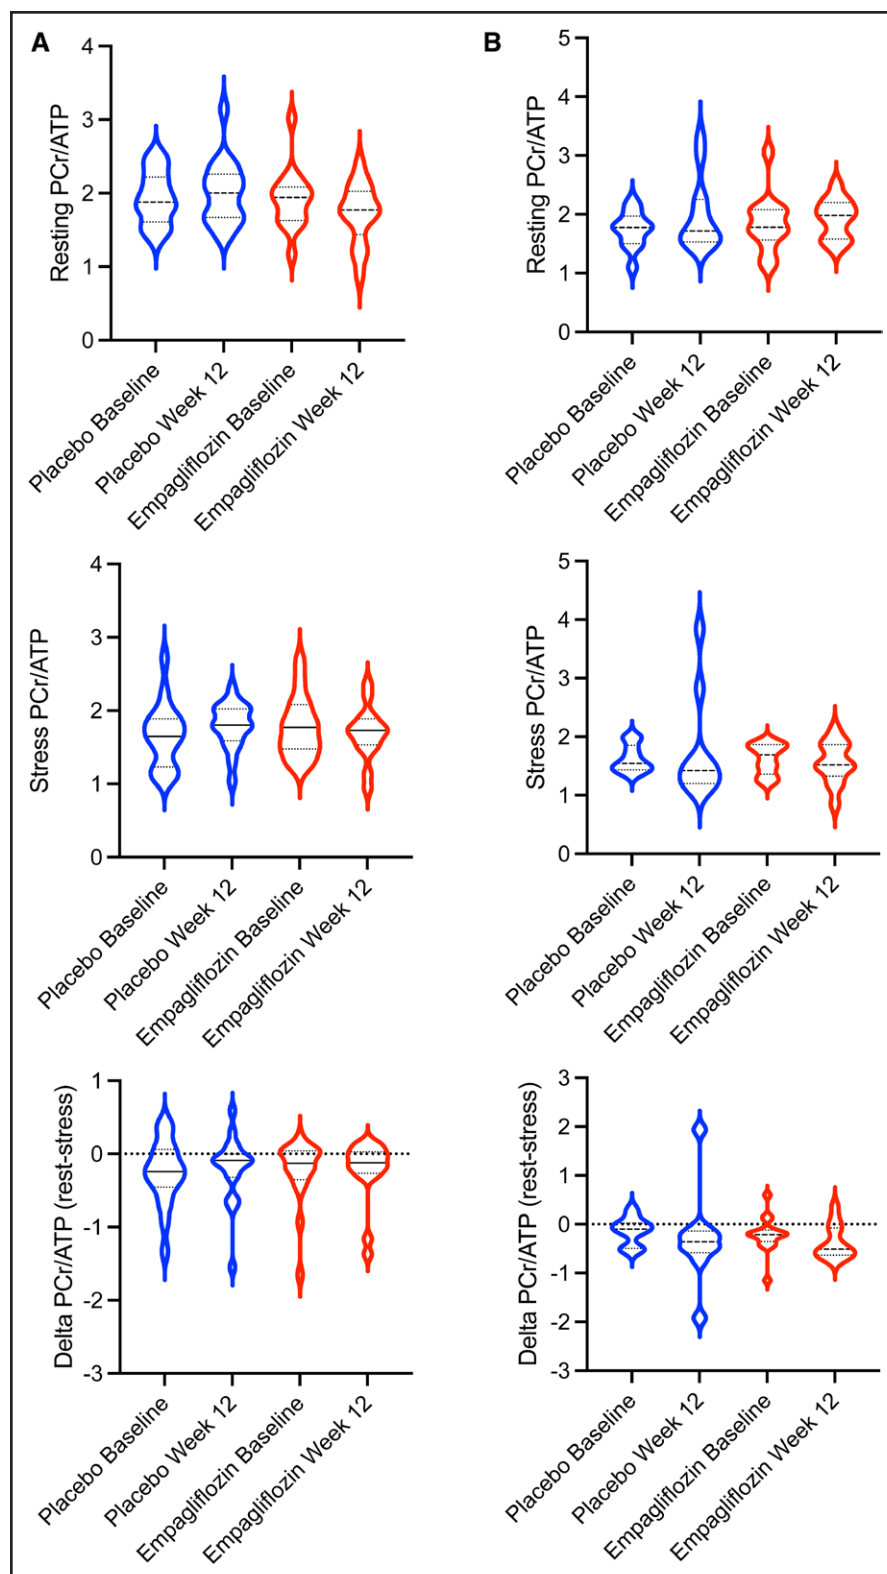 A
Resting PCr/ATP
4
3
2
1
0
Placebo Baseline
Placebo Week 12
Empagliflozin Baseline
Empagliflozin Week 12
B
Resting PCr/ATP
5
4
3
2
1
0
Placebo Baseline
Placebo Week 12
Empagliflozin Baseline
Empagliflozin Week 12
Stress PCr/ATP
4
3
2
1
0
Placebo Baseline
Placebo Week 12
Empagliflozin Baseline
Empagliflozin Week 12
Stress PCr/ATP
5
4
3
2
1
0
Placebo Baseline
Placebo Week 12
Empagliflozin Baseline
Empagliflozin Week 12
Delta PCr/ATP (rest-stress)
1
0
-1
-2
-3
Placebo Baseline
Placebo Week 12
Empagliflozin Baseline
Empagliflozin Week 12
Delta PCr/ATP (rest-stress)
3
2
1
0
-1
-2
-3
Placebo Baseline
Placebo Week 12
Empagliflozin Baseline
Empagliflozin Week 12